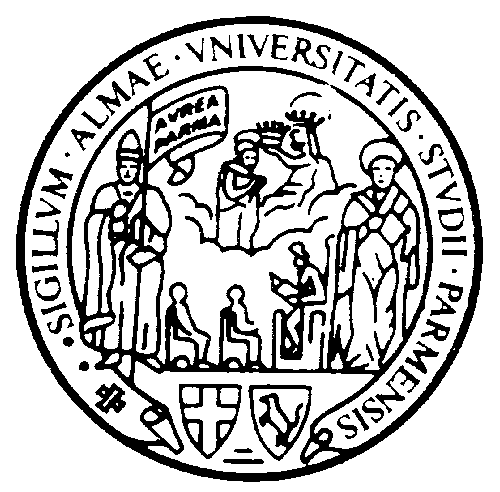 · SIGILLVM · ALMAE · VNIVERSITATIS · STVDII · PARMENSIS
AVREA
PARMA